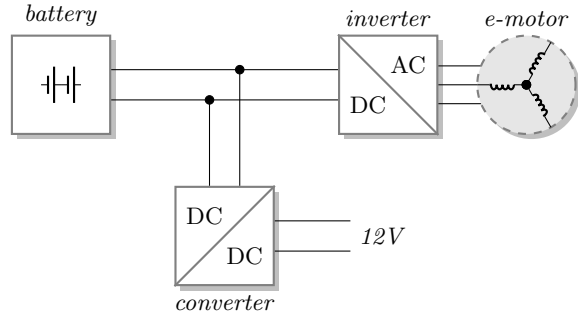 battery
inverter
e-motor
AC
DC
DC
DC
12V
converter